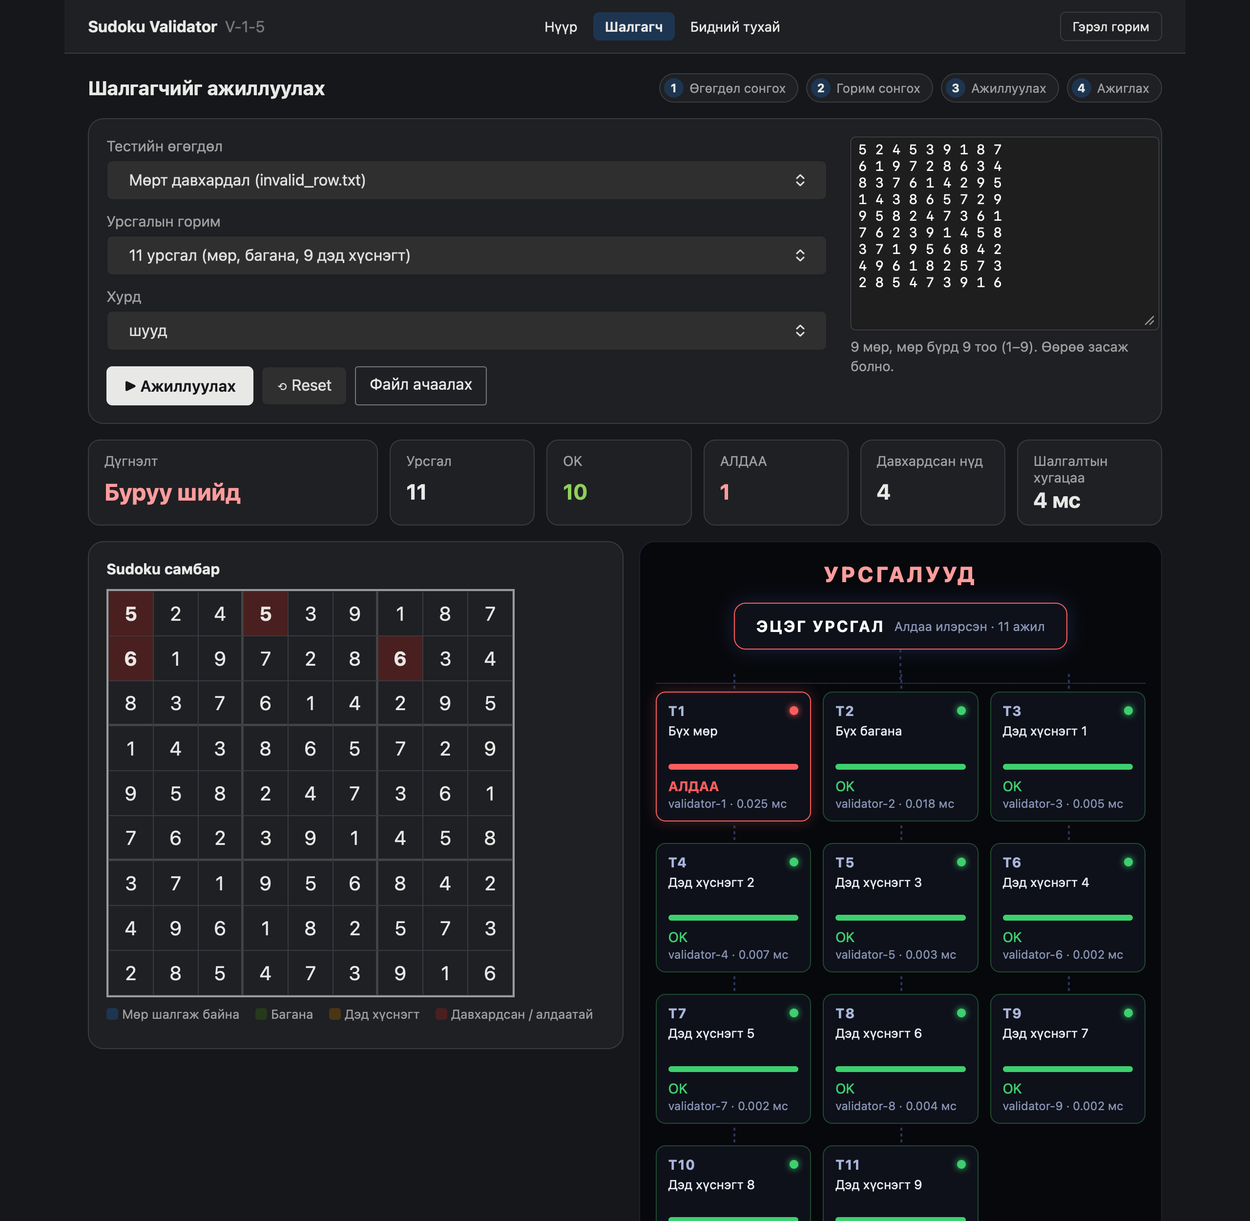 Sudoku Validator V-1-5
Нүүр
Шалгагч
Бидний тухай
Гэрэл горим
Шалгагчийг ажиллуулах
1 Өгөгдөл сонгох
2 Горим сонгох
3 Ажиллуулах
4 Ажиглах
Тестийн өгөгдөл
Мөрт давхардал (invalid_row.txt)
Урсгалын горим
11 урсгал (мөр, багана, 9 дэд хүснэгт)
Хурд
шууд
▶ Ажиллуулах
⟲ Reset
Файл ачаалах
5 2 4 5 3 9 1 8 7
6 1 9 7 2 8 6 3 4
8 3 7 6 1 4 2 9 5
1 4 3 8 6 5 7 2 9
9 5 8 2 4 7 3 6 1
7 6 2 3 9 1 4 5 8
3 7 1 9 5 6 8 4 2
4 9 6 1 8 2 5 7 3
2 8 5 4 7 3 9 1 6
9 мөр, мөр бүрд 9 тоо (1–9). Өөрөө засаж
болно.
Дүгнэлт
Буруу шийд
Урсгал
11
OK
10
АЛДАА
1
Давхардсан нүд
4
Шалгалтын
хугацаа
4 мс
Sudoku самбар
5 2 4 5 3 9 1 8 7
6 1 9 7 2 8 6 3 4
8 3 7 6 1 4 2 9 5
1 4 3 8 6 5 7 2 9
9 5 8 2 4 7 3 6 1
7 6 2 3 9 1 4 5 8
3 7 1 9 5 6 8 4 2
4 9 6 1 8 2 5 7 3
2 8 5 4 7 3 9 1 6
Мөр шалгаж байна
Багана
Дэд хүснэгт
Давхардсан / алдаатай
УРСГАЛУУД
ЭЦЭГ УРСГАЛ Алдаа илэрсэн · 11 ажил
T1
Бүх мөр
АЛДАА
validator-1 · 0.025 мс
T2
Бүх багана
OK
validator-2 · 0.018 мс
T3
Дэд хүснэгт 1
OK
validator-3 · 0.005 мс
T4
Дэд хүснэгт 2
OK
validator-4 · 0.007 мс
T5
Дэд хүснэгт 3
OK
validator-5 · 0.003 мс
T6
Дэд хүснэгт 4
OK
validator-6 · 0.002 мс
T7
Дэд хүснэгт 5
OK
validator-7 · 0.002 мс
T8
Дэд хүснэгт 6
OK
validator-8 · 0.004 мс
T9
Дэд хүснэгт 7
OK
validator-9 · 0.002 мс
T10
Дэд хүснэгт 8
T11
Дэд хүснэгт 9